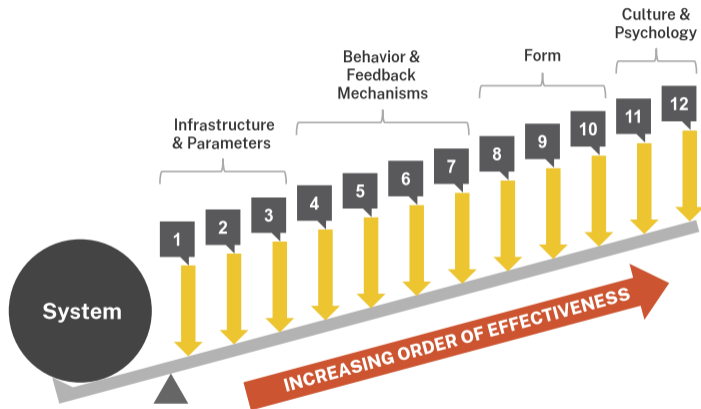 Culture &
Psychology
Behavior &
Feedback
Mechanisms
Form
Infrastructure
& Parameters
1
2
3
4
5
6
7
8
9
10
11
12
System
INCREASING ORDER OF EFFECTIVENESS